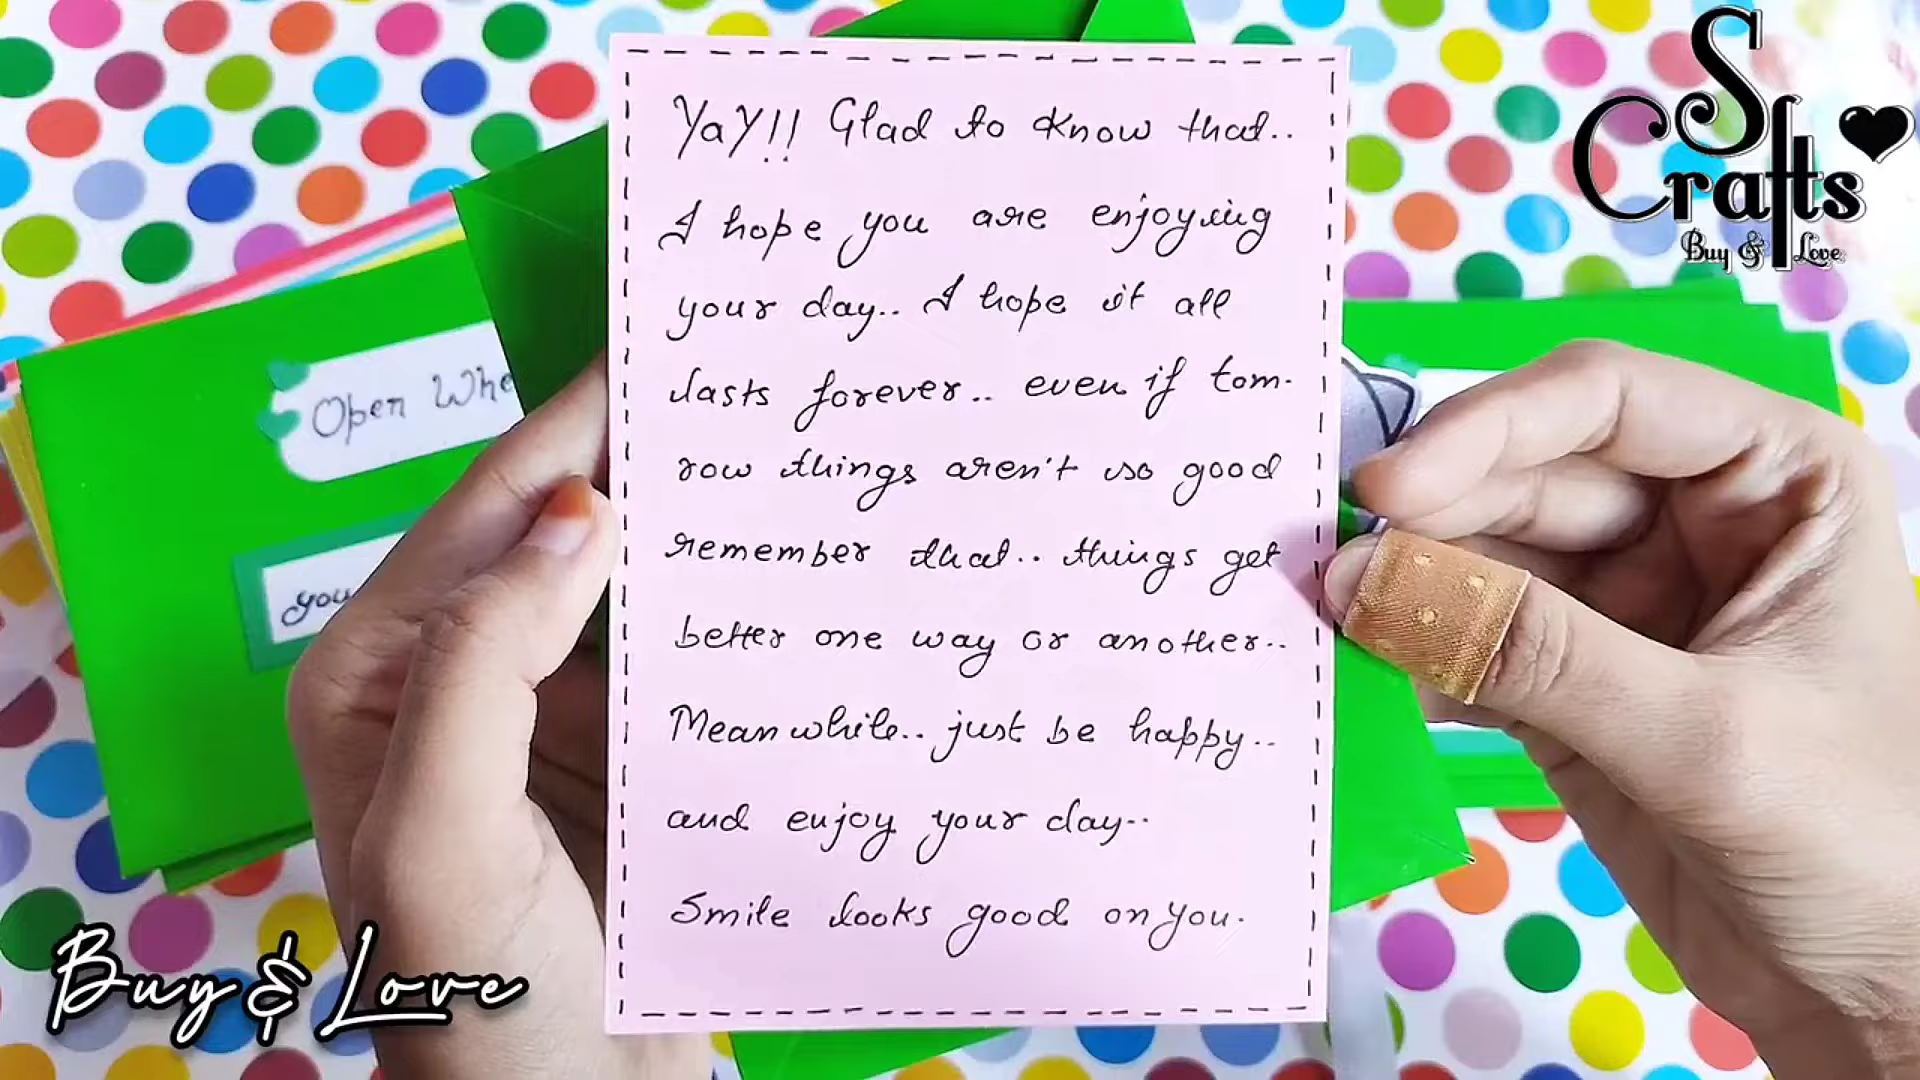 YaY!! Glad to know that..
I hope you are enjoying
your day.. I hope it all
lasts forever.. even if tom-
row things aren't so good
remember that.. things get
better one way or another..
Meanwhile.. just be happy..
and enjoy your day..
Smile looks good on you.
Open Whe
you
S Crafts
Buy & Love
Buy & Love